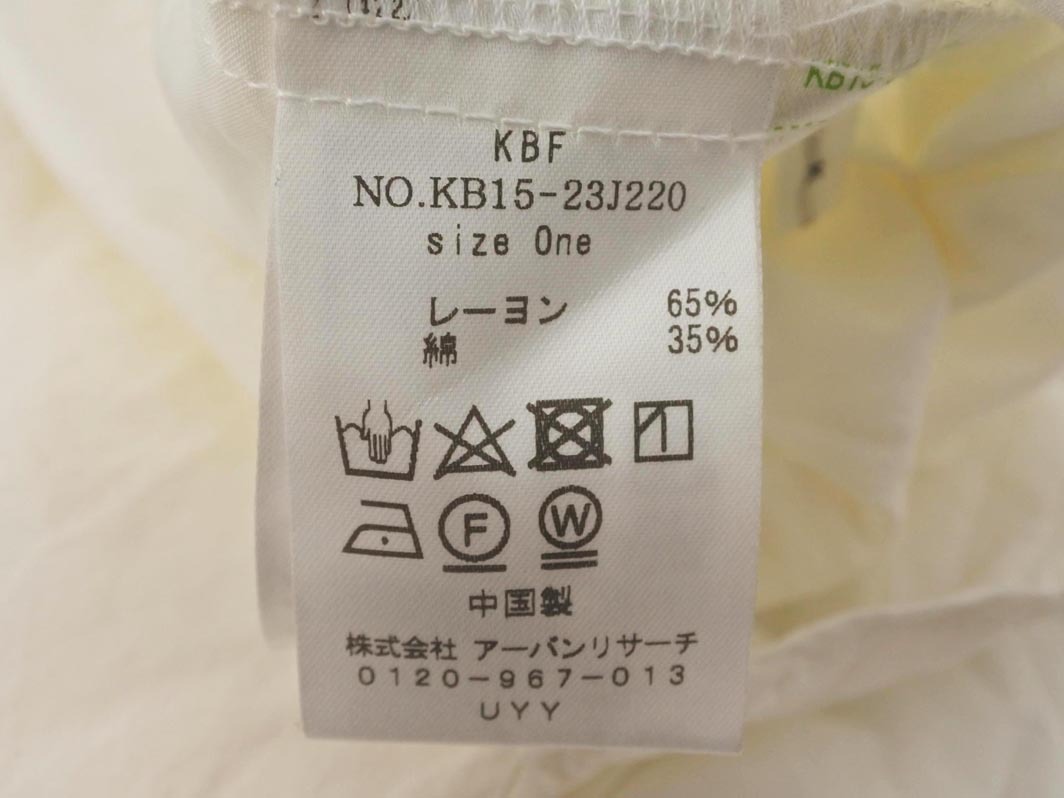 KBF
NO.KB15-23J220
size One
レーヨン 65%
綿 35%
F W
中国製
株式会社 アーバンリサーチ
0120-967-013
UYY